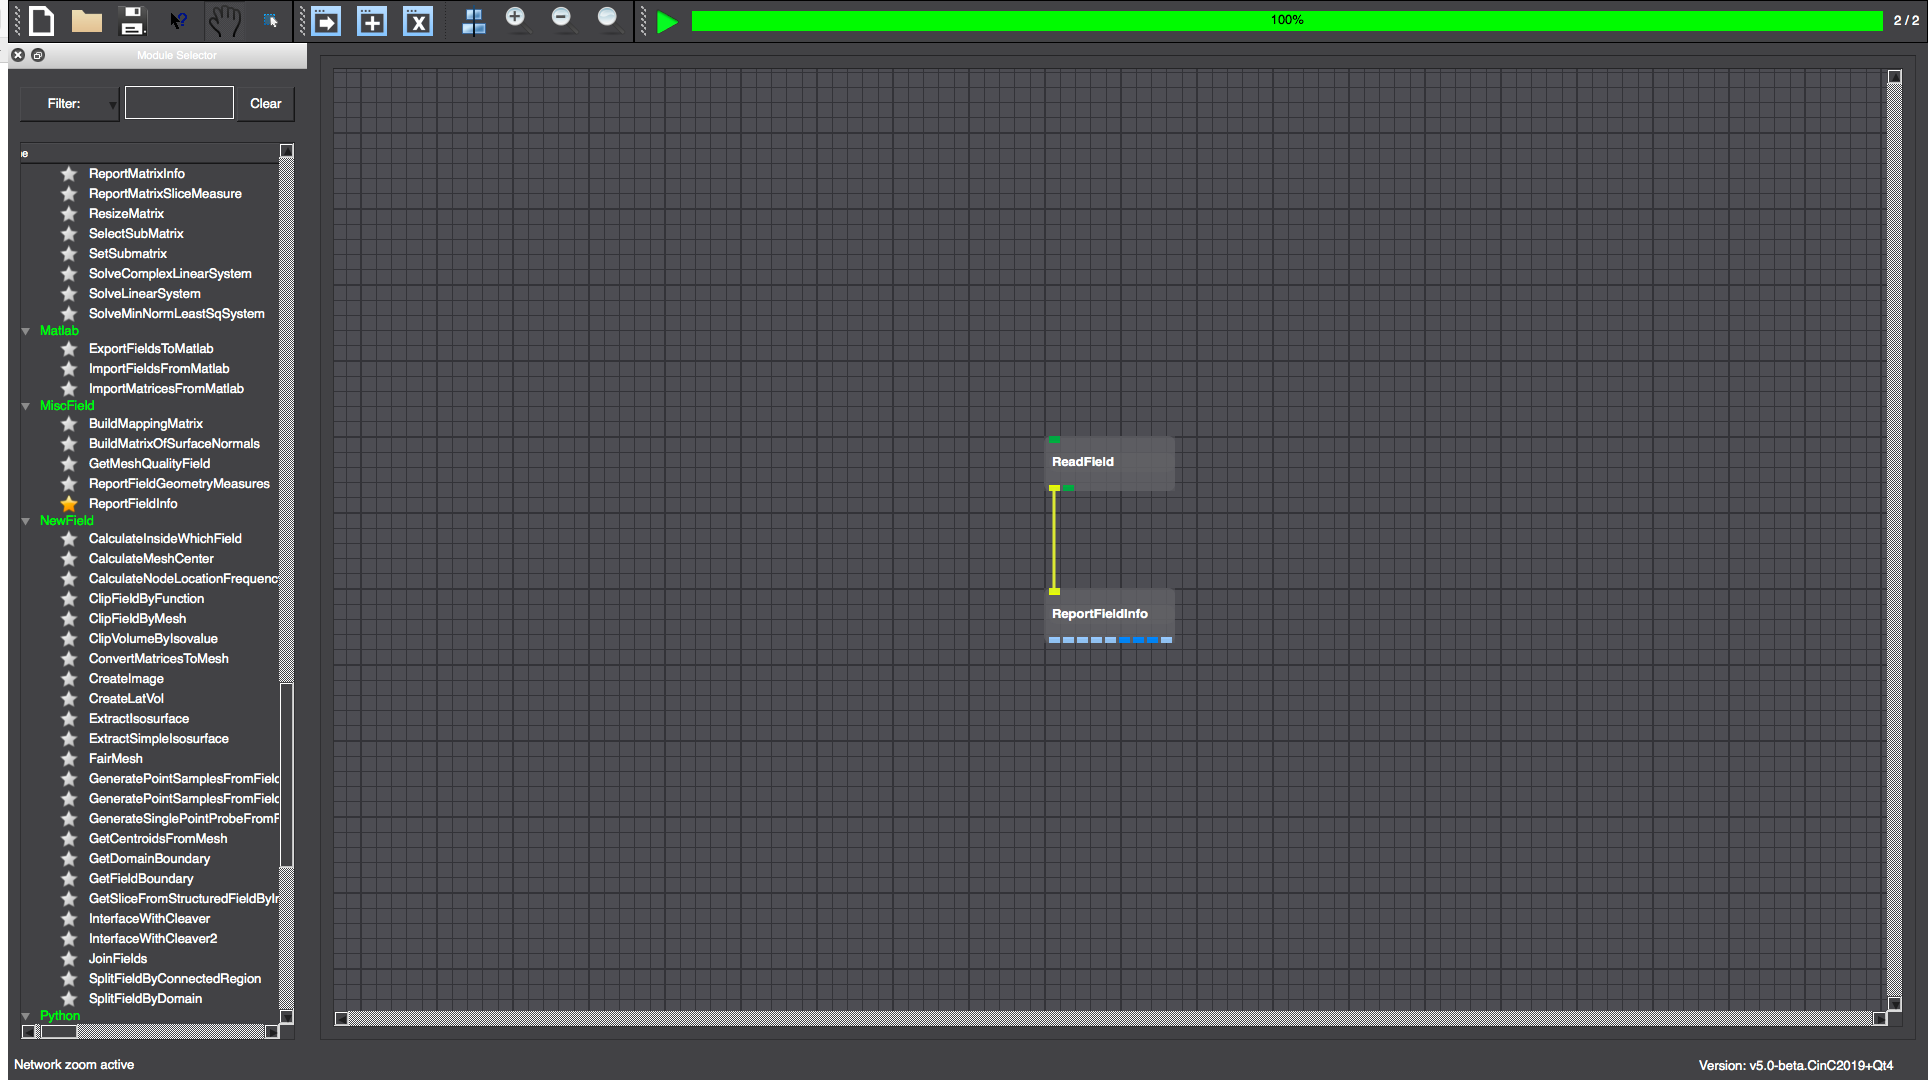 100%
2 / 2
Module Selector
Filter:
Clear
ReportMatrixInfo
ReportMatrixSliceMeasure
ResizeMatrix
SelectSubMatrix
SetSubmatrix
SolveComplexLinearSystem
SolveLinearSystem
SolveMinNormLeastSqSystem
Matlab
ExportFieldsToMatlab
ImportFieldsFromMatlab
ImportMatricesFromMatlab
MiscField
BuildMappingMatrix
BuildMatrixOfSurfaceNormals
GetMeshQualityField
ReportFieldGeometryMeasures
ReportFieldInfo
NewField
CalculateInsideWhichField
CalculateMeshCenter
CalculateNodeLocationFrequenc
ClipFieldByFunction
ClipFieldByMesh
ClipVolumeByIsovalue
ConvertMatricesToMesh
CreateImage
CreateLatVol
ExtractIsosurface
ExtractSimpleIsosurface
FairMesh
GeneratePointSamplesFromField
GeneratePointSamplesFromField
GenerateSinglePointProbeFromF
GetCentroidsFromMesh
GetDomainBoundary
GetFieldBoundary
GetSliceFromStructuredFieldByIn
InterfaceWithCleaver
InterfaceWithCleaver2
JoinFields
SplitFieldByConnectedRegion
SplitFieldByDomain
Python
ReadField
ReportFieldInfo
Network zoom active
Version: v5.0-beta.CinC2019+Qt4